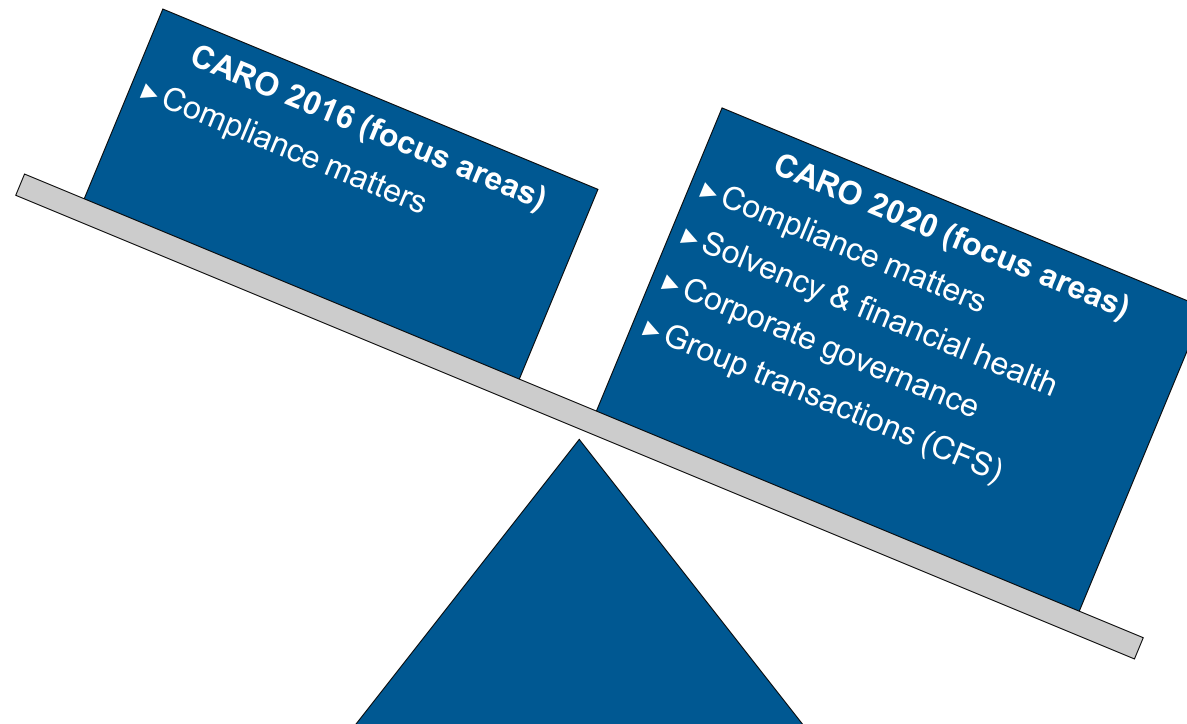 CARO 2016 (focus areas)
► Compliance matters
CARO 2020 (focus areas)
► Compliance matters
► Solvency & financial health
► Corporate governance
► Group transactions (CFS)